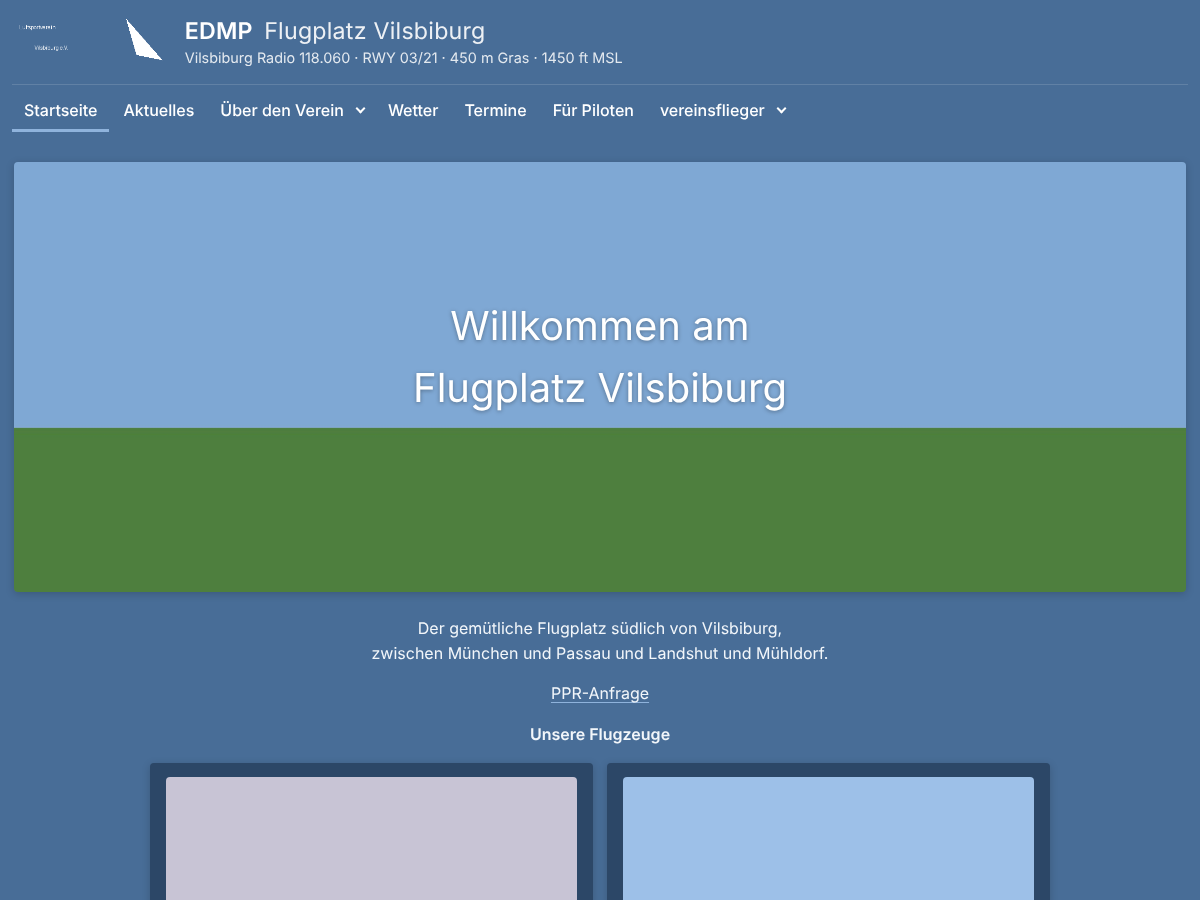 Luftsportverein
Vilsbiburg e.V.
EDMP Flugplatz Vilsbiburg
Vilsbiburg Radio 118.060 · RWY 03/21 · 450 m Gras · 1450 ft MSL
Startseite Aktuelles Über den Verein Wetter Termine Für Piloten vereinsflieger
Willkommen am
Flugplatz Vilsbiburg
Der gemütliche Flugplatz südlich von Vilsbiburg,
zwischen München und Passau und Landshut und Mühldorf.
PPR-Anfrage
Unsere Flugzeuge